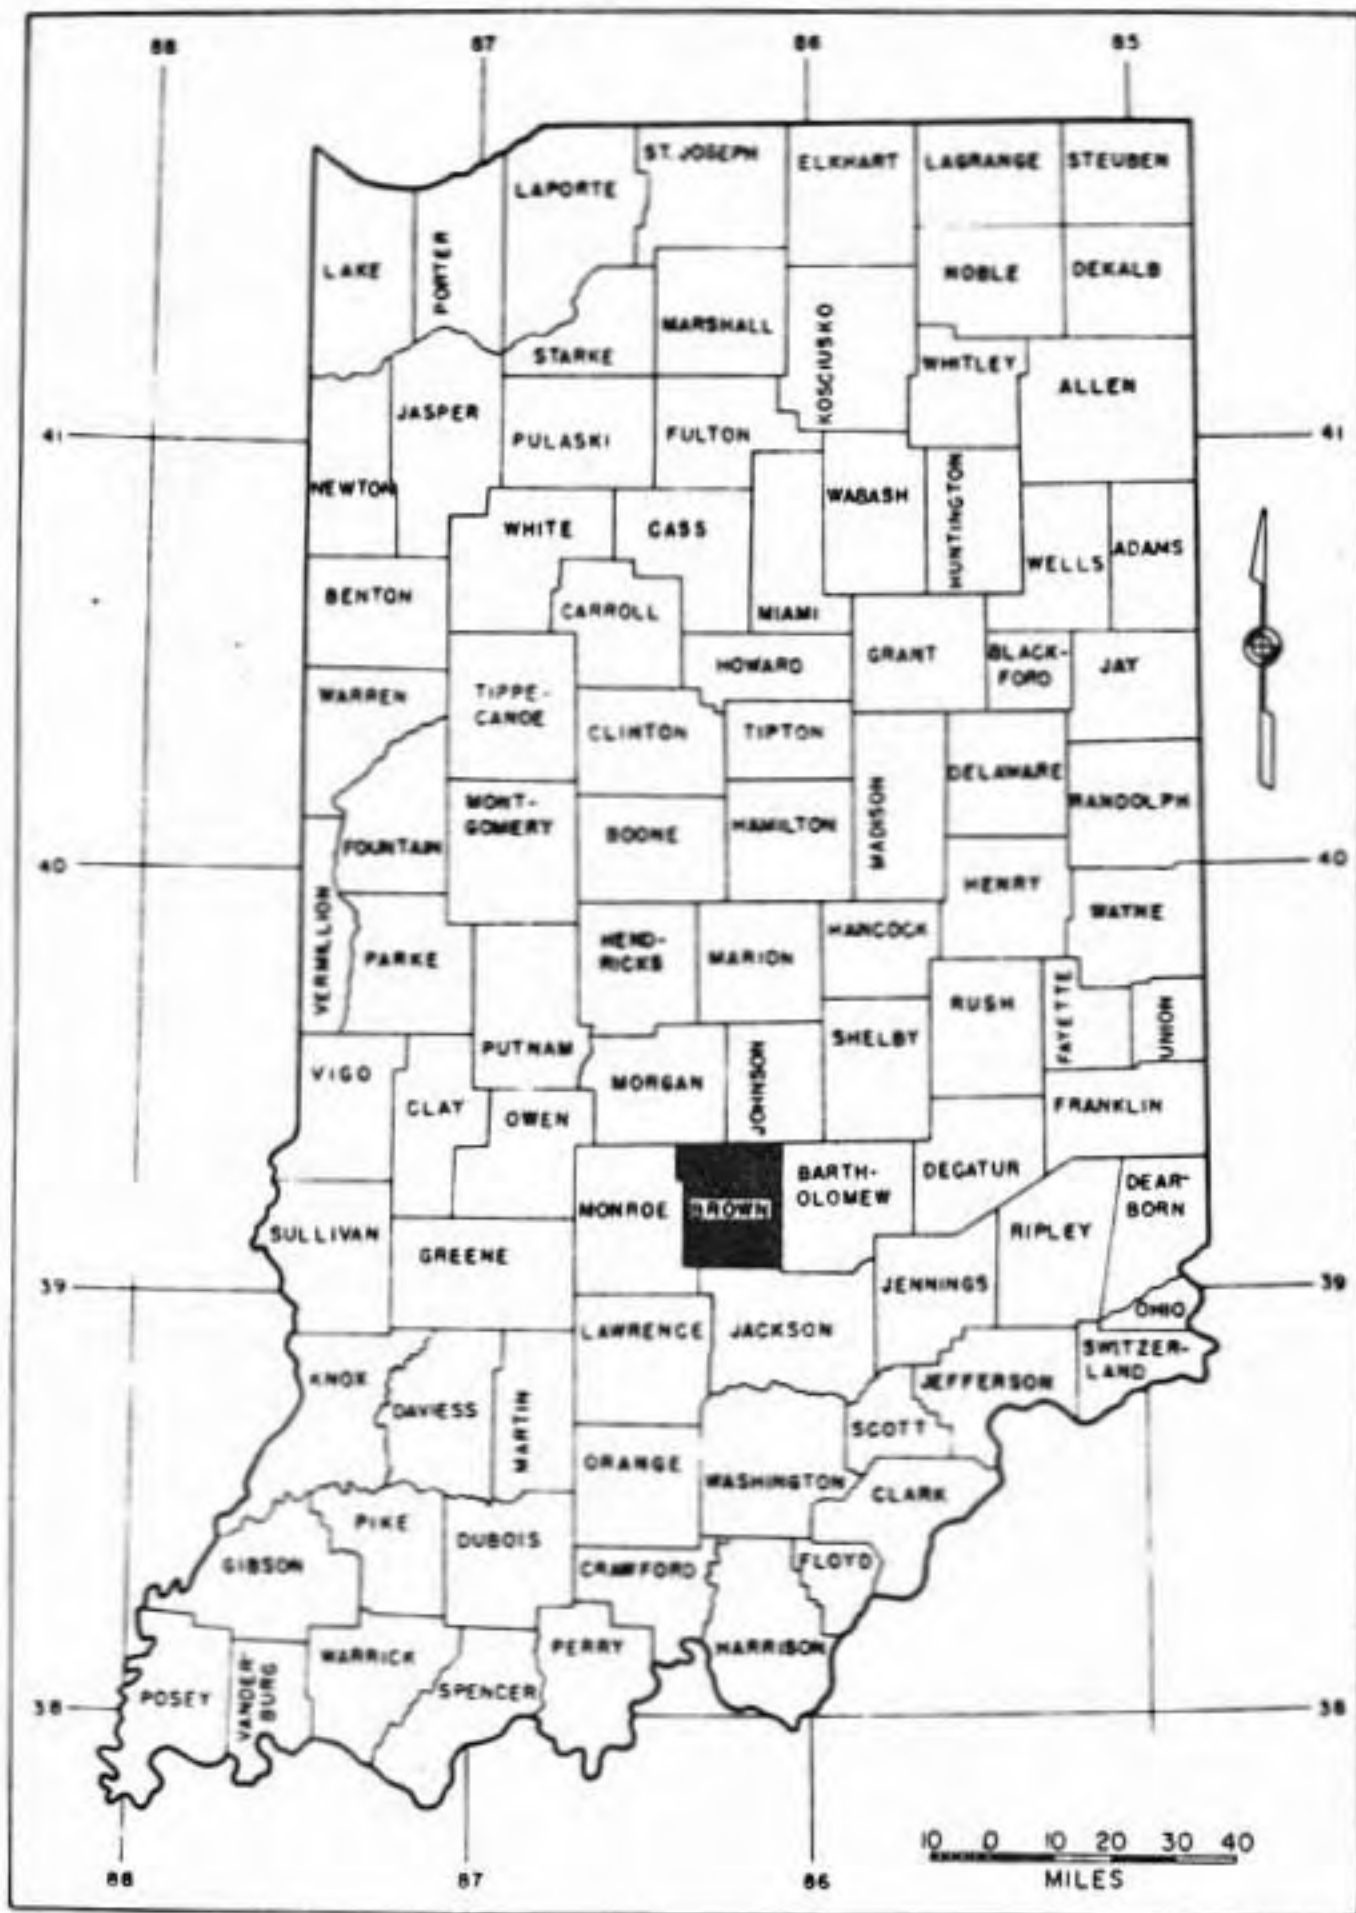 88 87 86 85
ST. JOSEPH ELKHART LAGRANGE STEUBEN
LAPORTE
LAKE PORTER NOBLE DEKALB
MARSHALL KOSCIUSKO
STARKE WHITLEY ALLEN
JASPER
41 PULASKI FULTON 41
NEWTON WABASH HUNTINGTON
WHITE CASS WELLS ADAMS
BENTON CARROLL MIAMI
HOWARD GRANT BLACK-
FORD JAY
WARREN TIPPE-
CANOE CLINTON TIPTON
DELAWARE
MONT-
GOMERY MADISON RANDOLPH
FOUNTAIN BOONE HAMILTON
40 40
HENRY
VERMILLION WAYNE
PARKE HEND-
RICKS MARION HANCOCK
RUSH FAYETTE UNION
PUTNAM SHELBY
VIGO MORGAN JOHNSON
CLAY OWEN FRANKLIN
BARTH-
OLOMEW DECATUR DEAR-
BORN
MONROE BROWN
SULLIVAN GREENE RIPLEY
39 JENNINGS 39
OHIO
LAWRENCE JACKSON
SWITZER-
LAND
KNOX JEFFERSON
DAVIESS MARTIN SCOTT
ORANGE WASHINGTON CLARK
PIKE DUBOIS
GIBSON CRAWFORD FLOYD
WARRICK PERRY HARRISON
POSEY VANDER-
BURG SPENCER
38 38
10 0 10 20 30 40
MILES
88 87 86